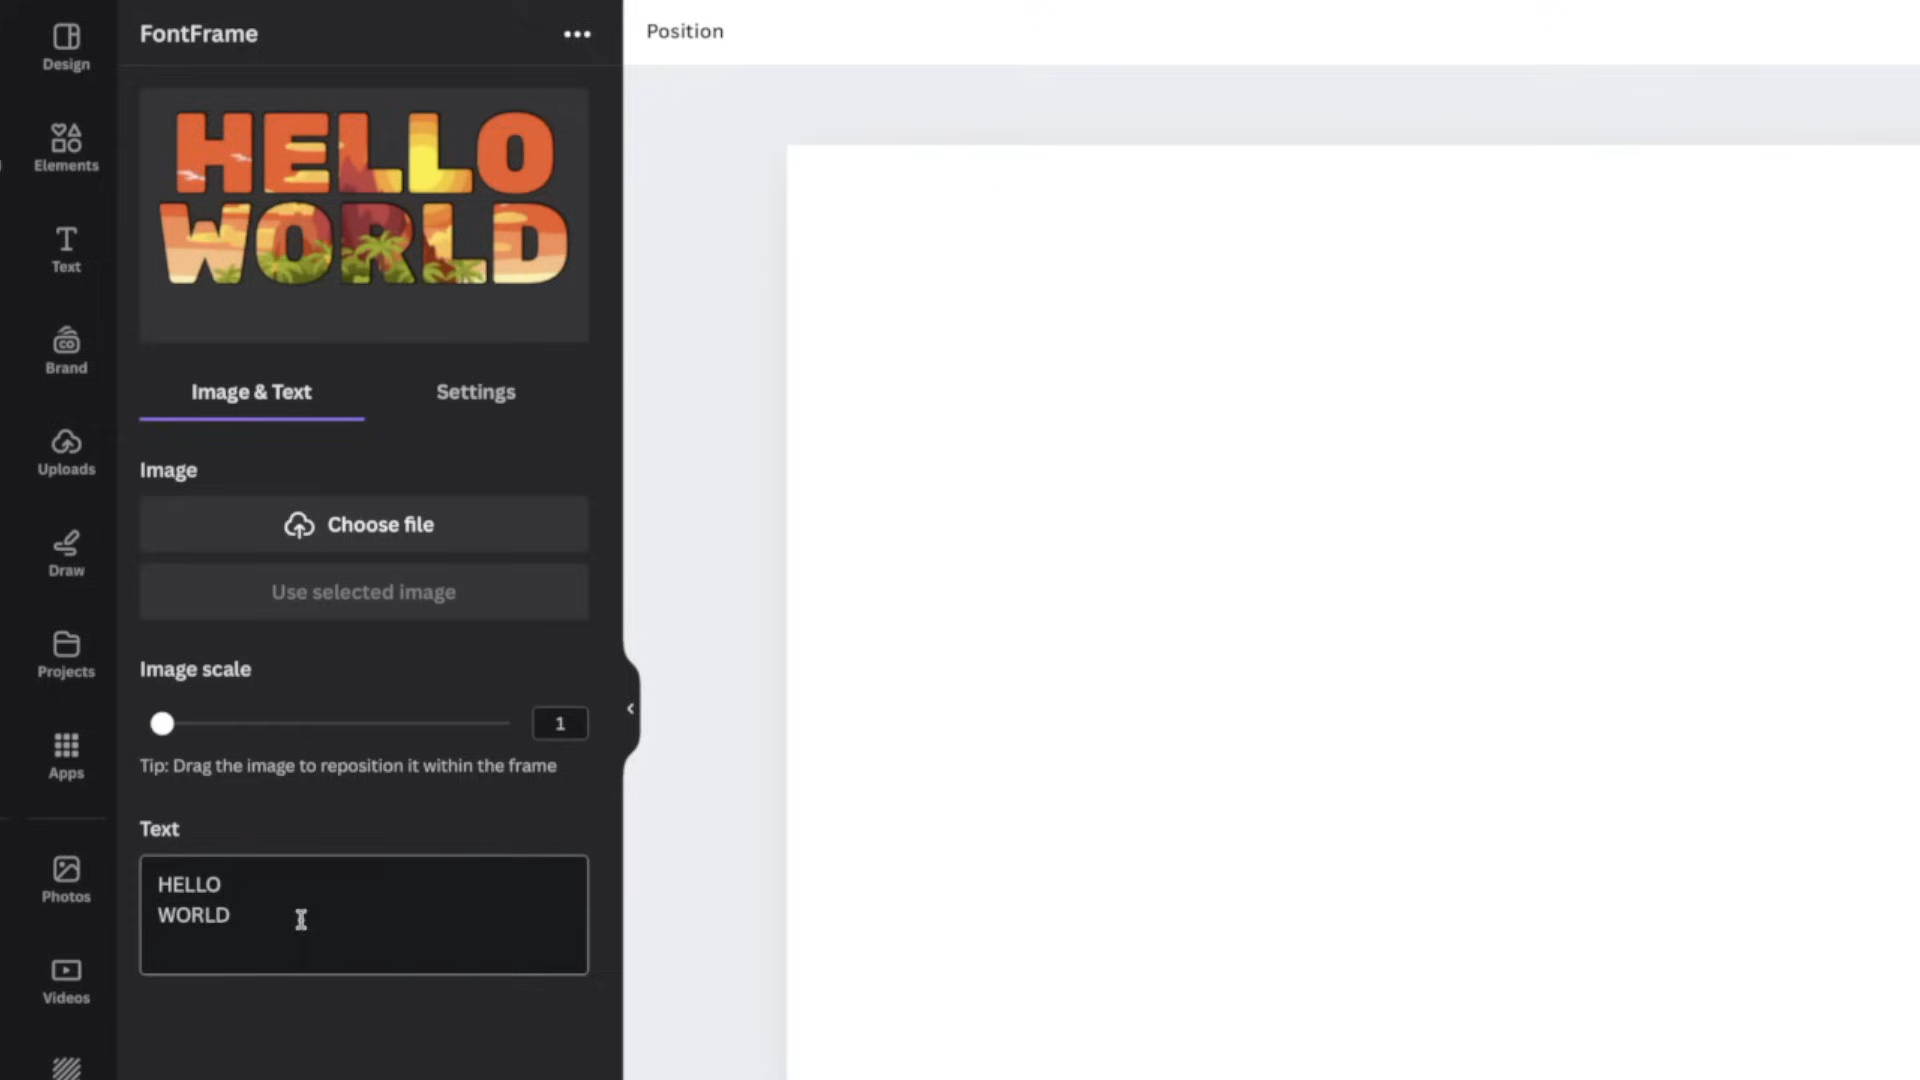 Design
Elements
Text
Brand
Uploads
Draw
Projects
Apps
Photos
Videos
FontFrame
HELLO
WORLD
Image & Text
Settings
Image
Choose file
Use selected image
Image scale
1
Tip: Drag the image to reposition it within the frame
Text
HELLO
WORLD
Position